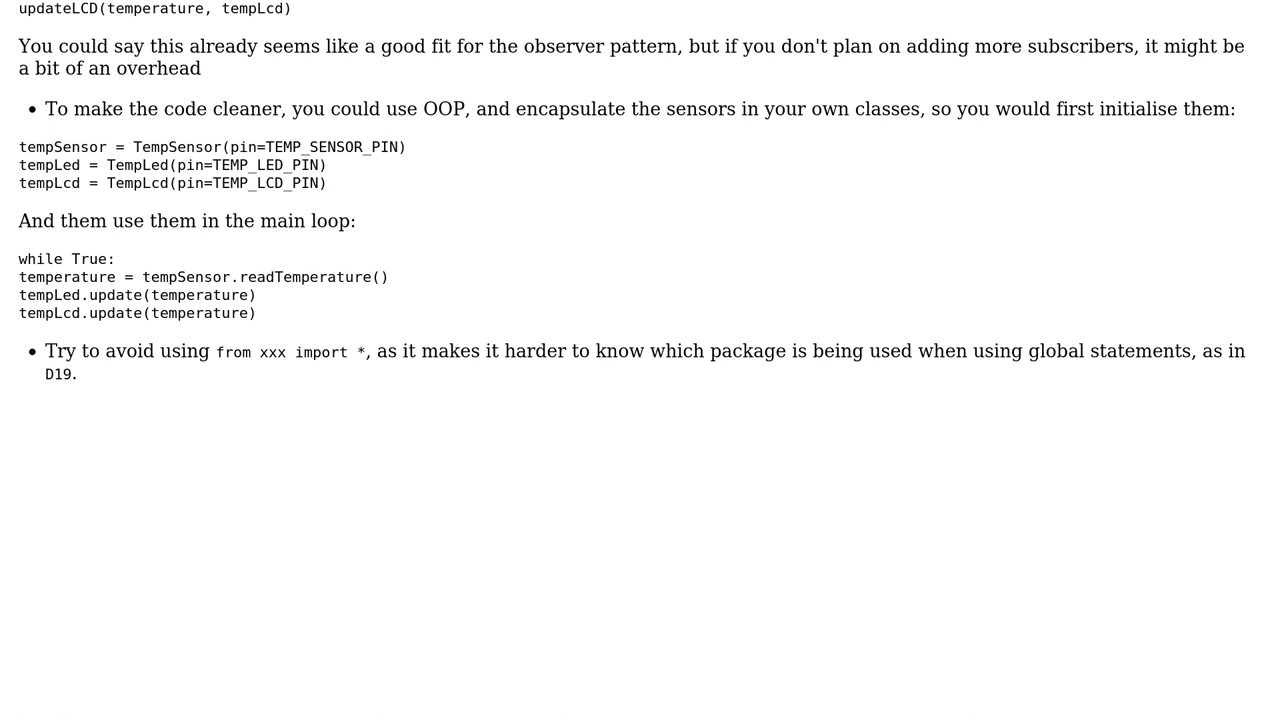 updateLCD(temperature, tempLcd)
You could say this already seems like a good fit for the observer pattern, but if you don't plan on adding more subscribers, it might be
a bit of an overhead
• To make the code cleaner, you could use OOP, and encapsulate the sensors in your own classes, so you would first initialise them:
tempSensor = TempSensor(pin=TEMP_SENSOR_PIN)
tempLed = TempLed(pin=TEMP_LED_PIN)
tempLcd = TempLcd(pin=TEMP_LCD_PIN)
And them use them in the main loop:
while True:
temperature = tempSensor.readTemperature()
tempLed.update(temperature)
tempLcd.update(temperature)
• Try to avoid using from xxx import *, as it makes it harder to know which package is being used when using global statements, as in
D19.